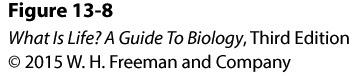 Figure 13-8
What Is Life? A Guide To Biology, Third Edition
© 2015 W. H. Freeman and Company